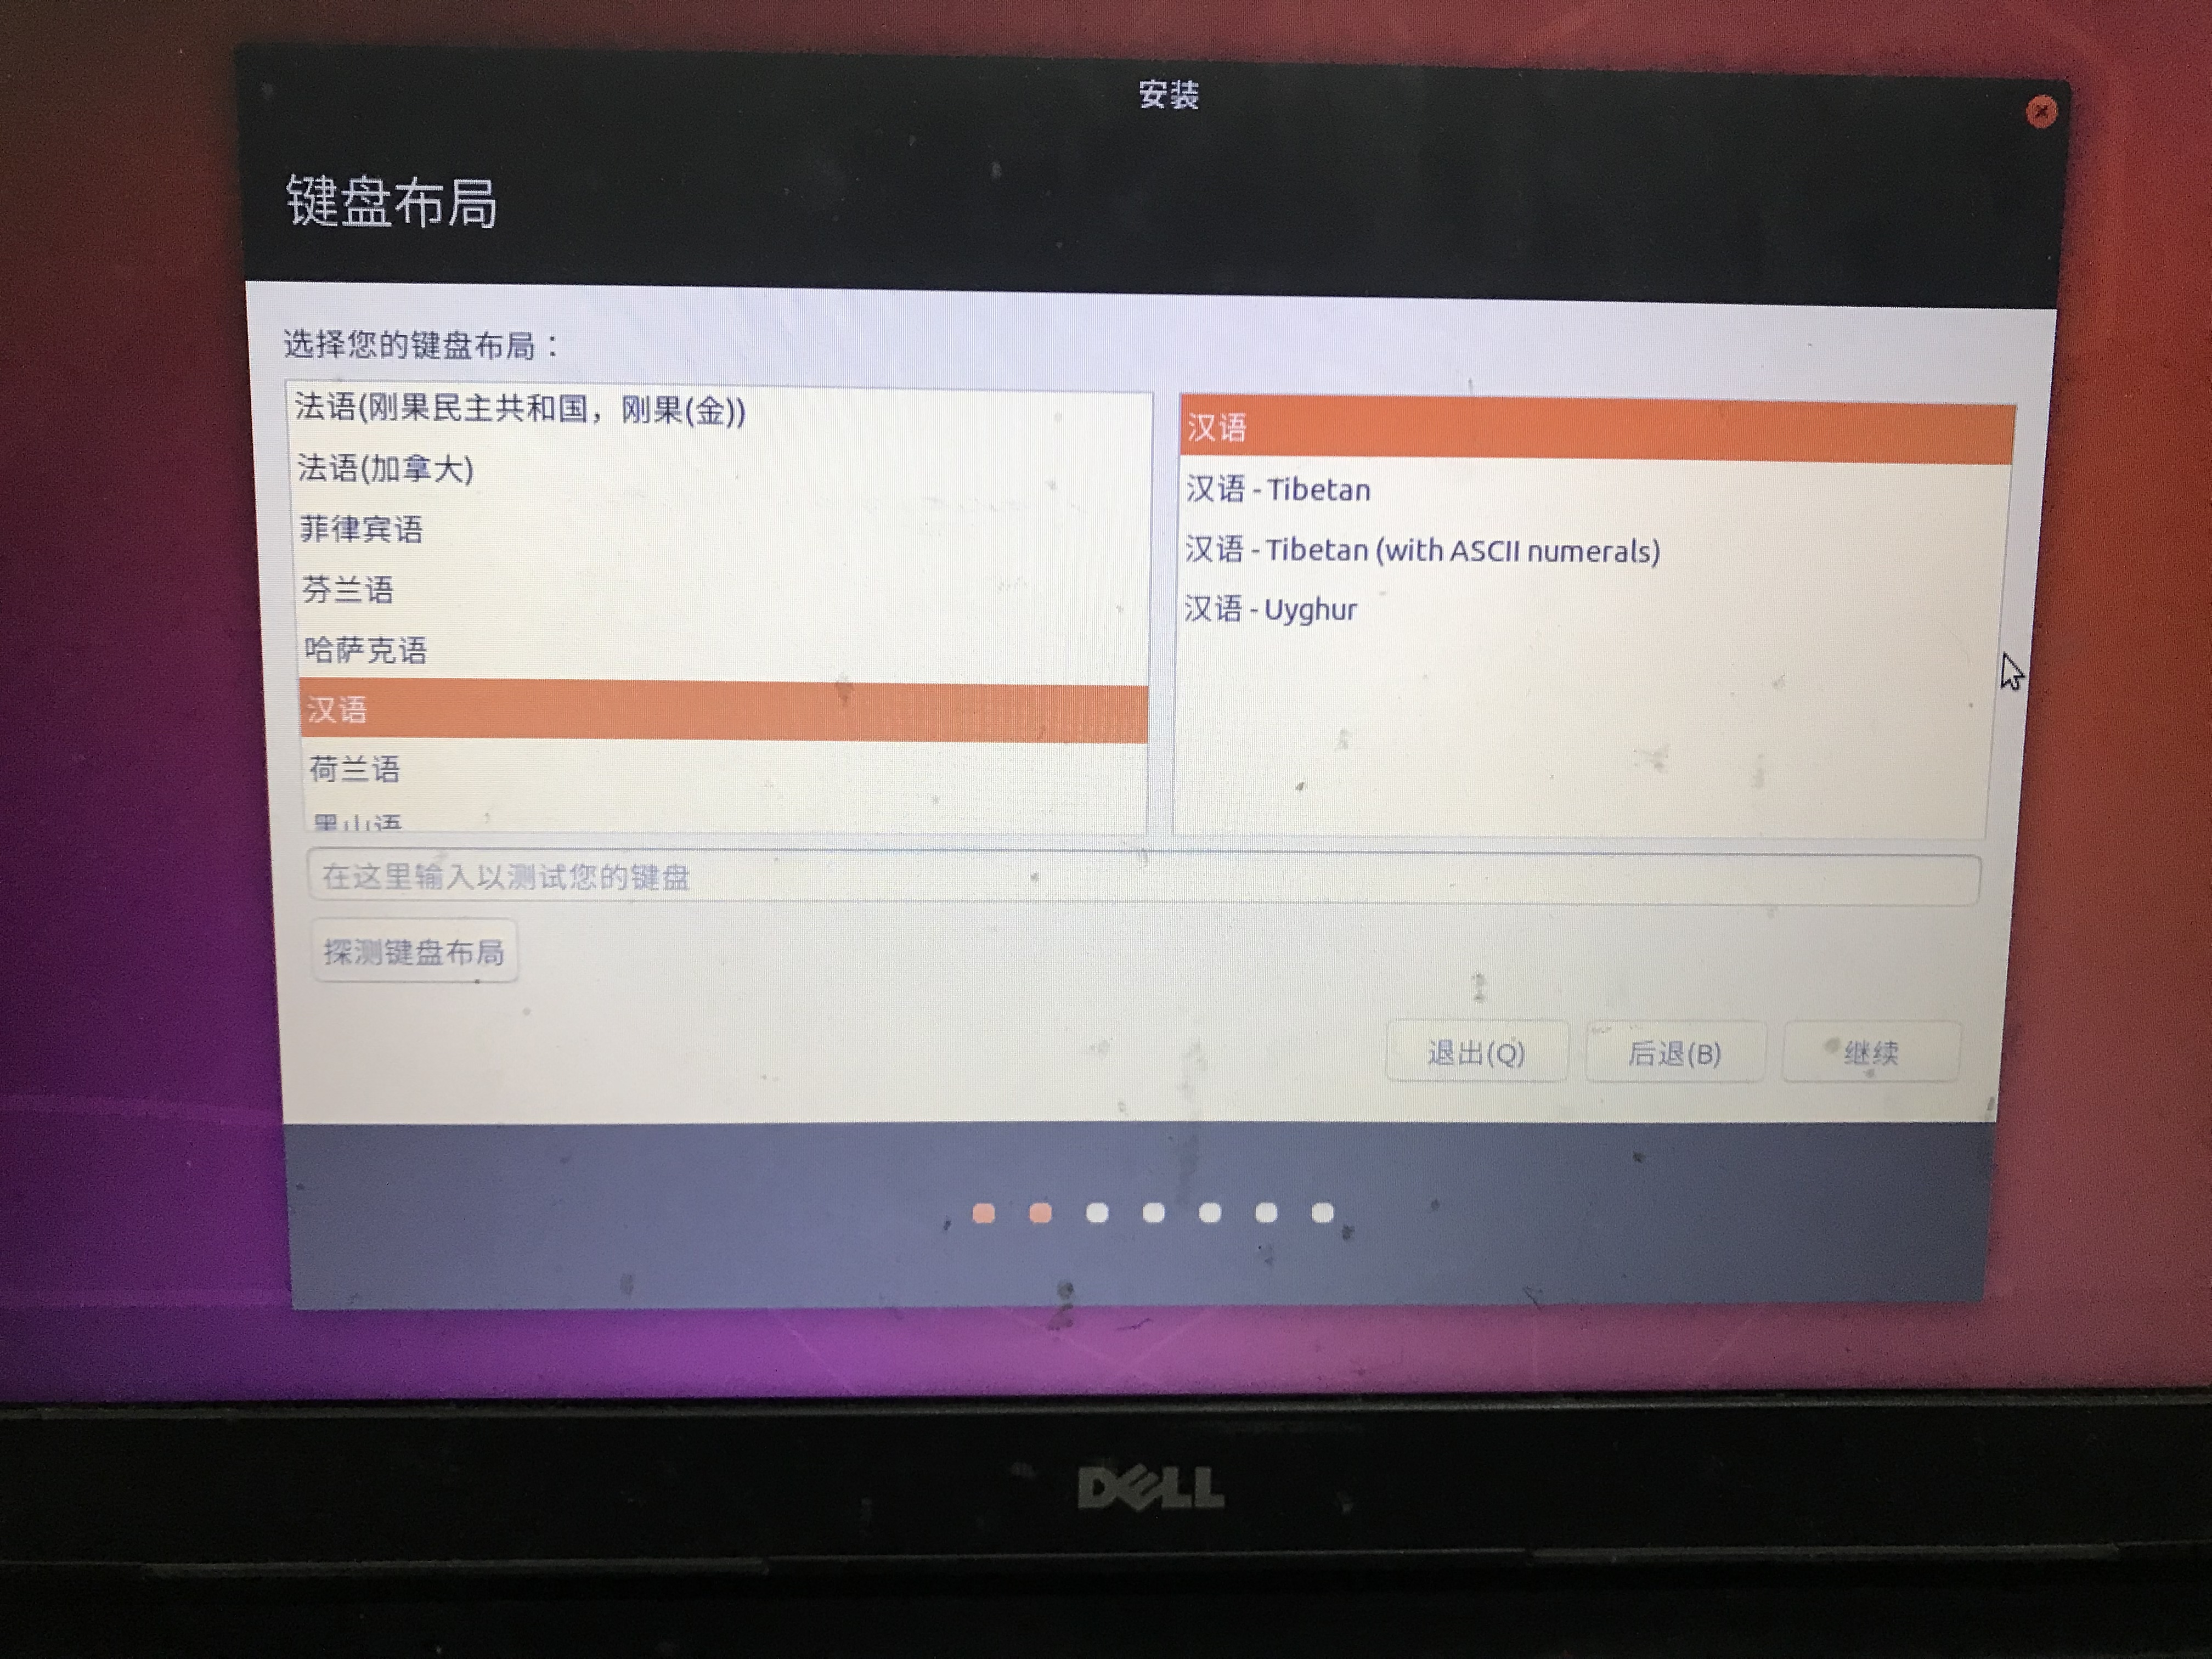 安装
键盘布局
选择您的键盘布局：
法语(刚果民主共和国，刚果(金))
法语(加拿大)
菲律宾语
芬兰语
哈萨克语
汉语
荷兰语
黑山语
汉语
汉语 - Tibetan
汉语 - Tibetan (with ASCII numerals)
汉语 - Uyghur
在这里输入以测试您的键盘
探测键盘布局
退出(Q)
后退(B)
继续
DELL